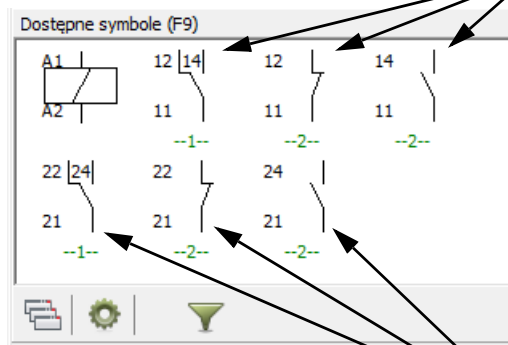 Dostępne symbole (F9)
A1 12 14 12 14
A2 11 11 11
--1-- --2-- --2--
22 24 22 24
21 21 21
--1-- --2-- --2--